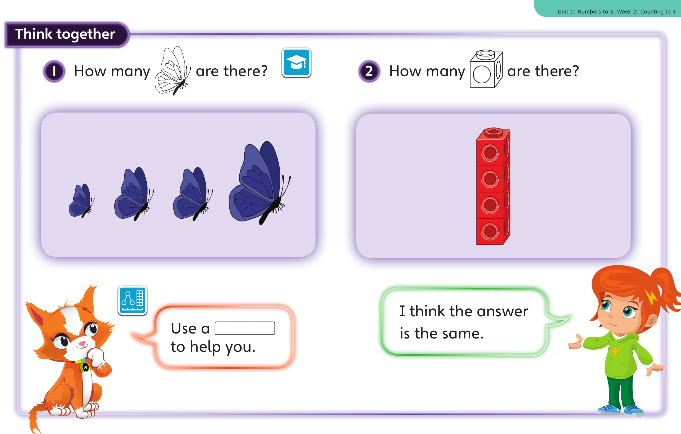 Unit 1: Numbers to 5, Week 2: Counting to 4
Think together
1 How many are there?
2 How many are there?
Use a
to help you.
I think the answer
is the same.